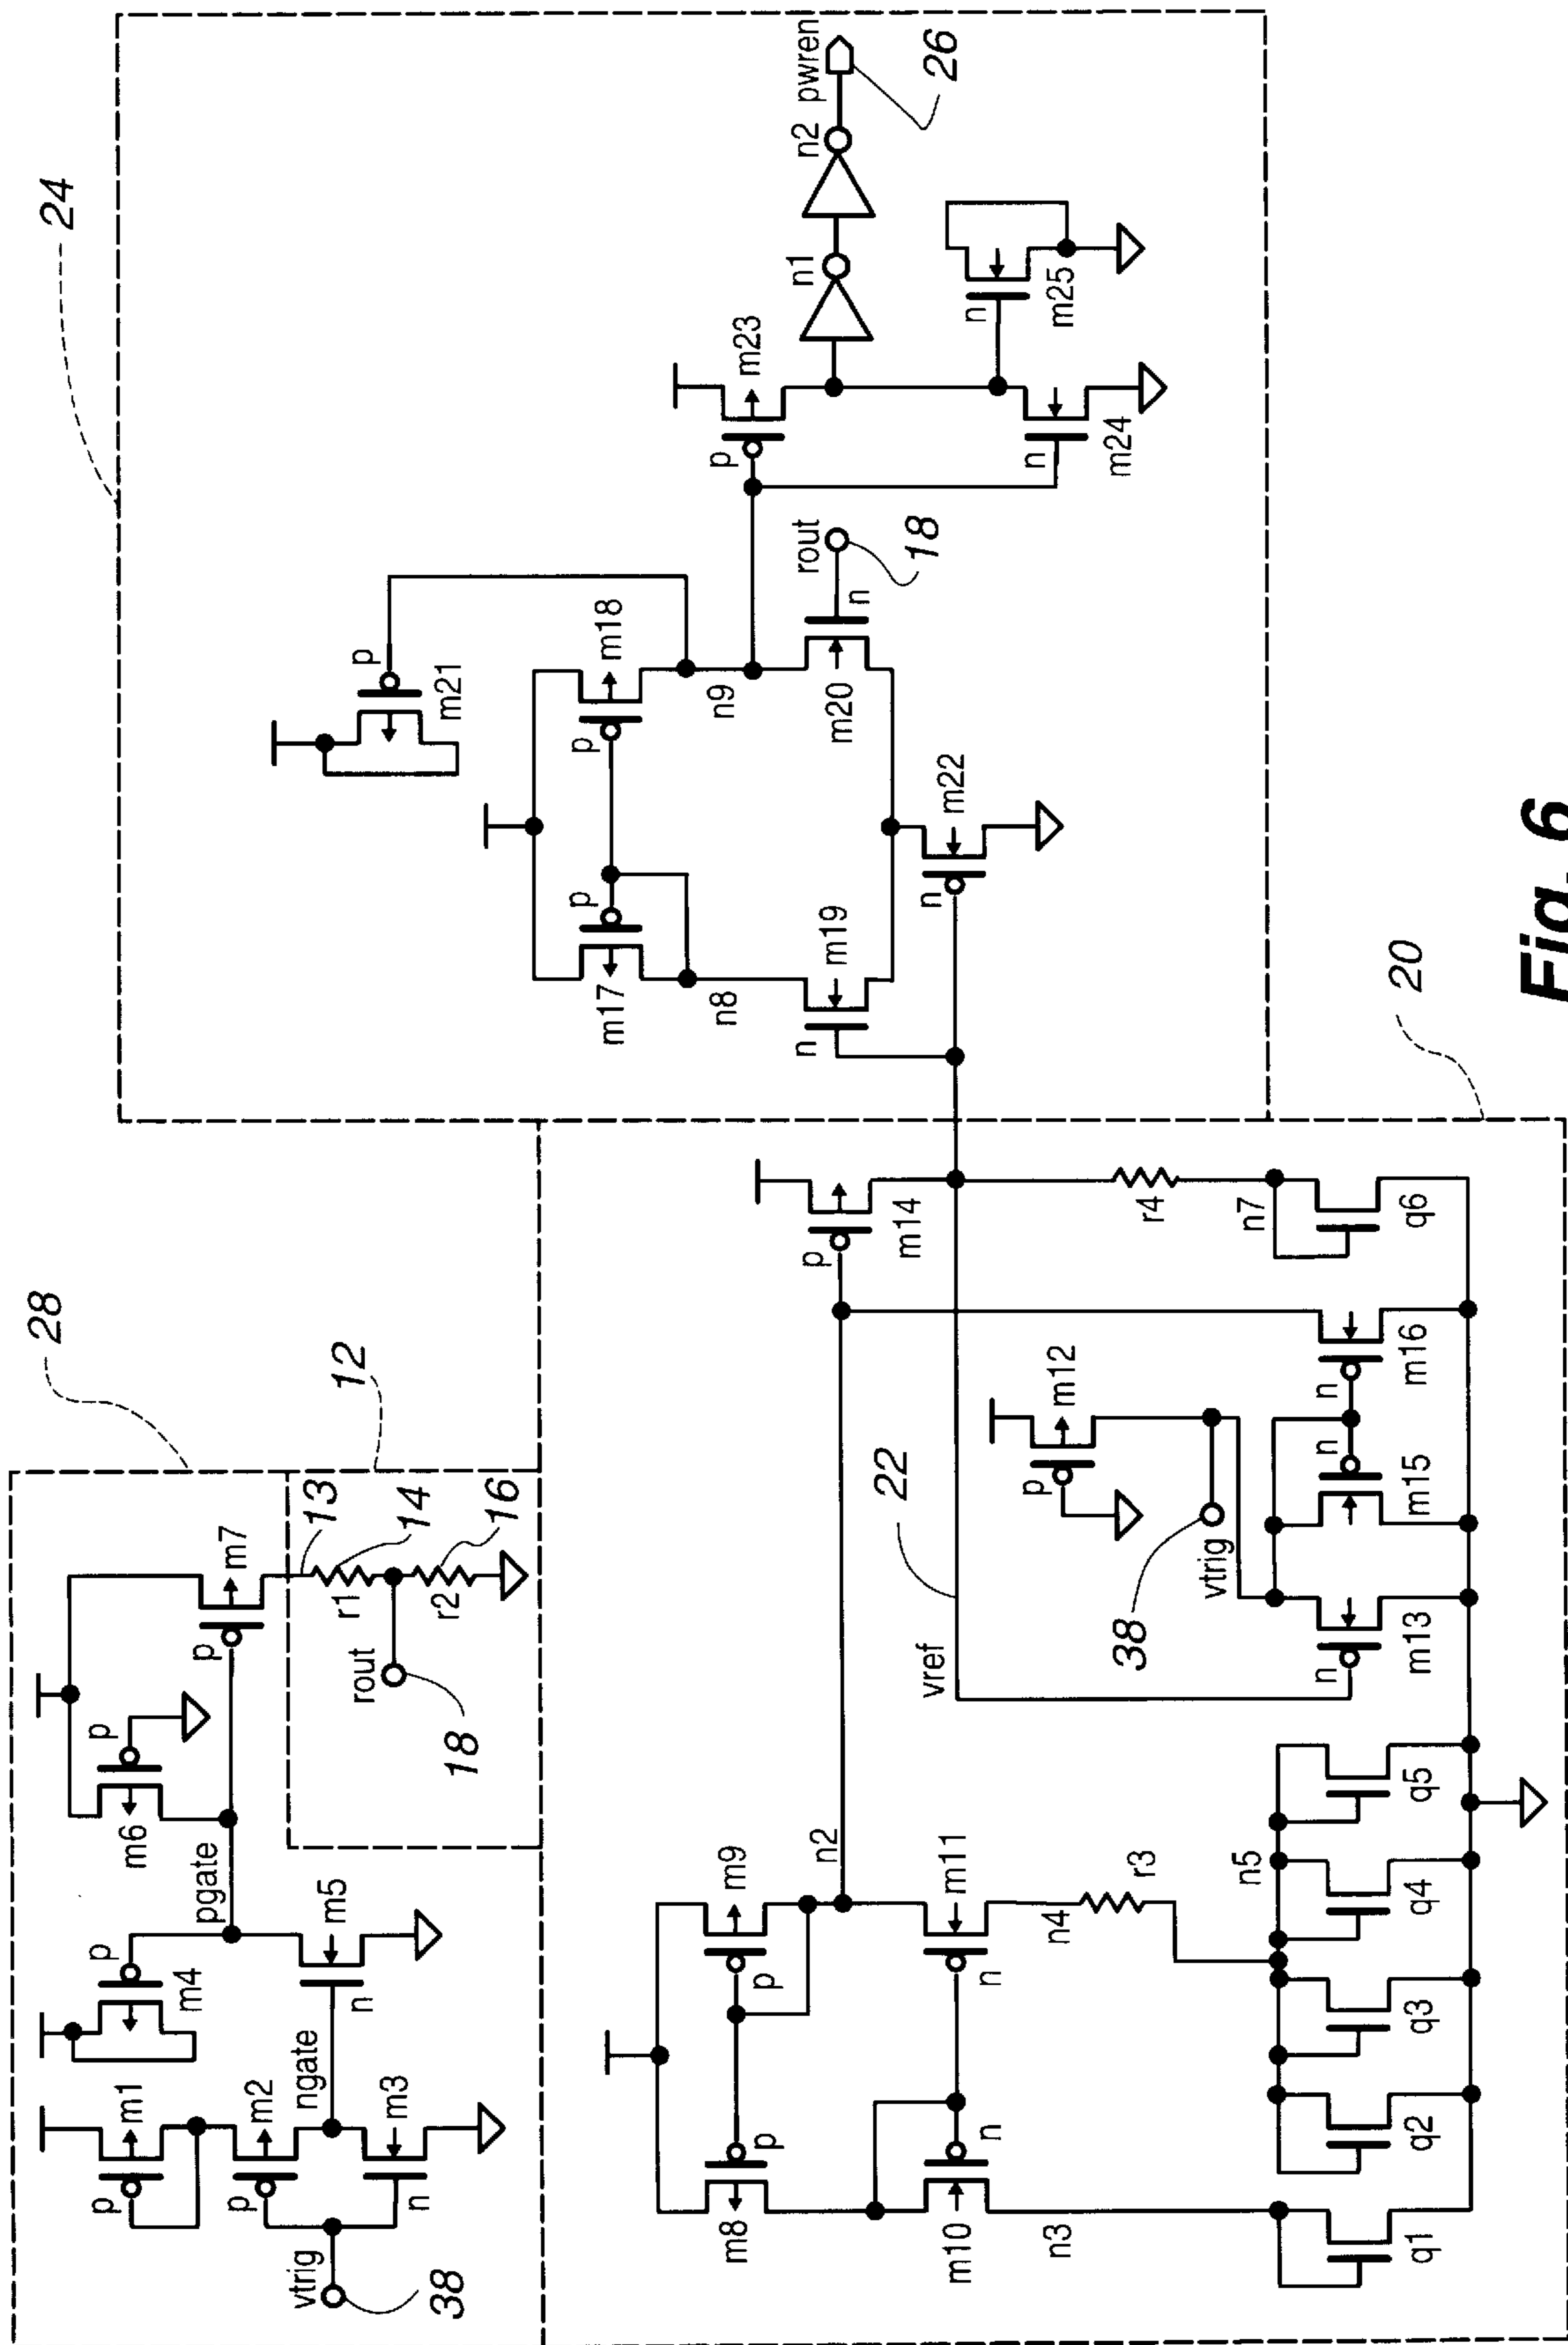 28
p
m1
p
m4
m6
p
m7
p
pgate
p
m2
vtrig
38
ngate
n
m3
n
m5
13
14
r1
16
r2
rout
18
12
24
p
m21
p
m17
p
m18
n8
n9
n
m19
m20
n
rout
18
n
m22
p
m23
n
m24
n
m25
n1
n2
pwren
26
m8
p
p
m9
n2
m10
n
n
m11
n3
n4
r3
n5
q1
q2
q3
q4
q5
vref
22
vtrig
38
p
m12
n
m13
n
m15
n
m16
p
m14
r4
n7
q6
20
Fig. 6